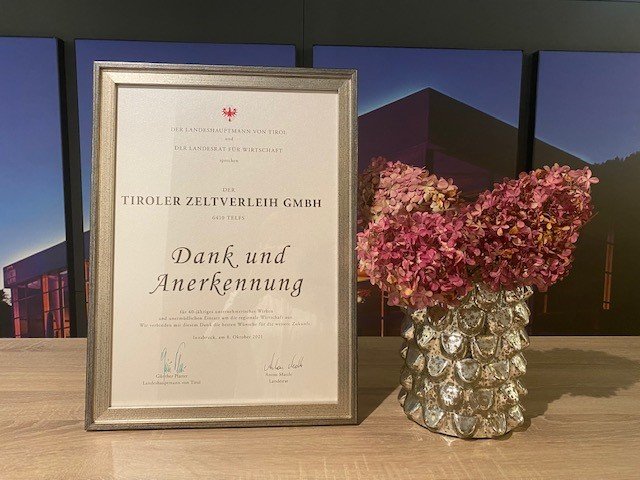 DER LANDESHAUPTMANN VON TIROL
und
DER LANDESRAT FÜR WIRTSCHAFT
sprechen
DER
TIROLER ZELTVERLEIH GMBH
6410 TELFS
Dank und
Anerkennung
für 40-jähriges unternehmerisches Wirken
und unermüdlichen Einsatz um die regionale Wirtschaft aus.
Wir verbinden mit diesem Dank die besten Wünsche für die weitere Zukunft.
Innsbruck, am 8. Oktober 2021
Günther Platter
Landeshauptmann von Tirol
Anton Mattle
Landesrat